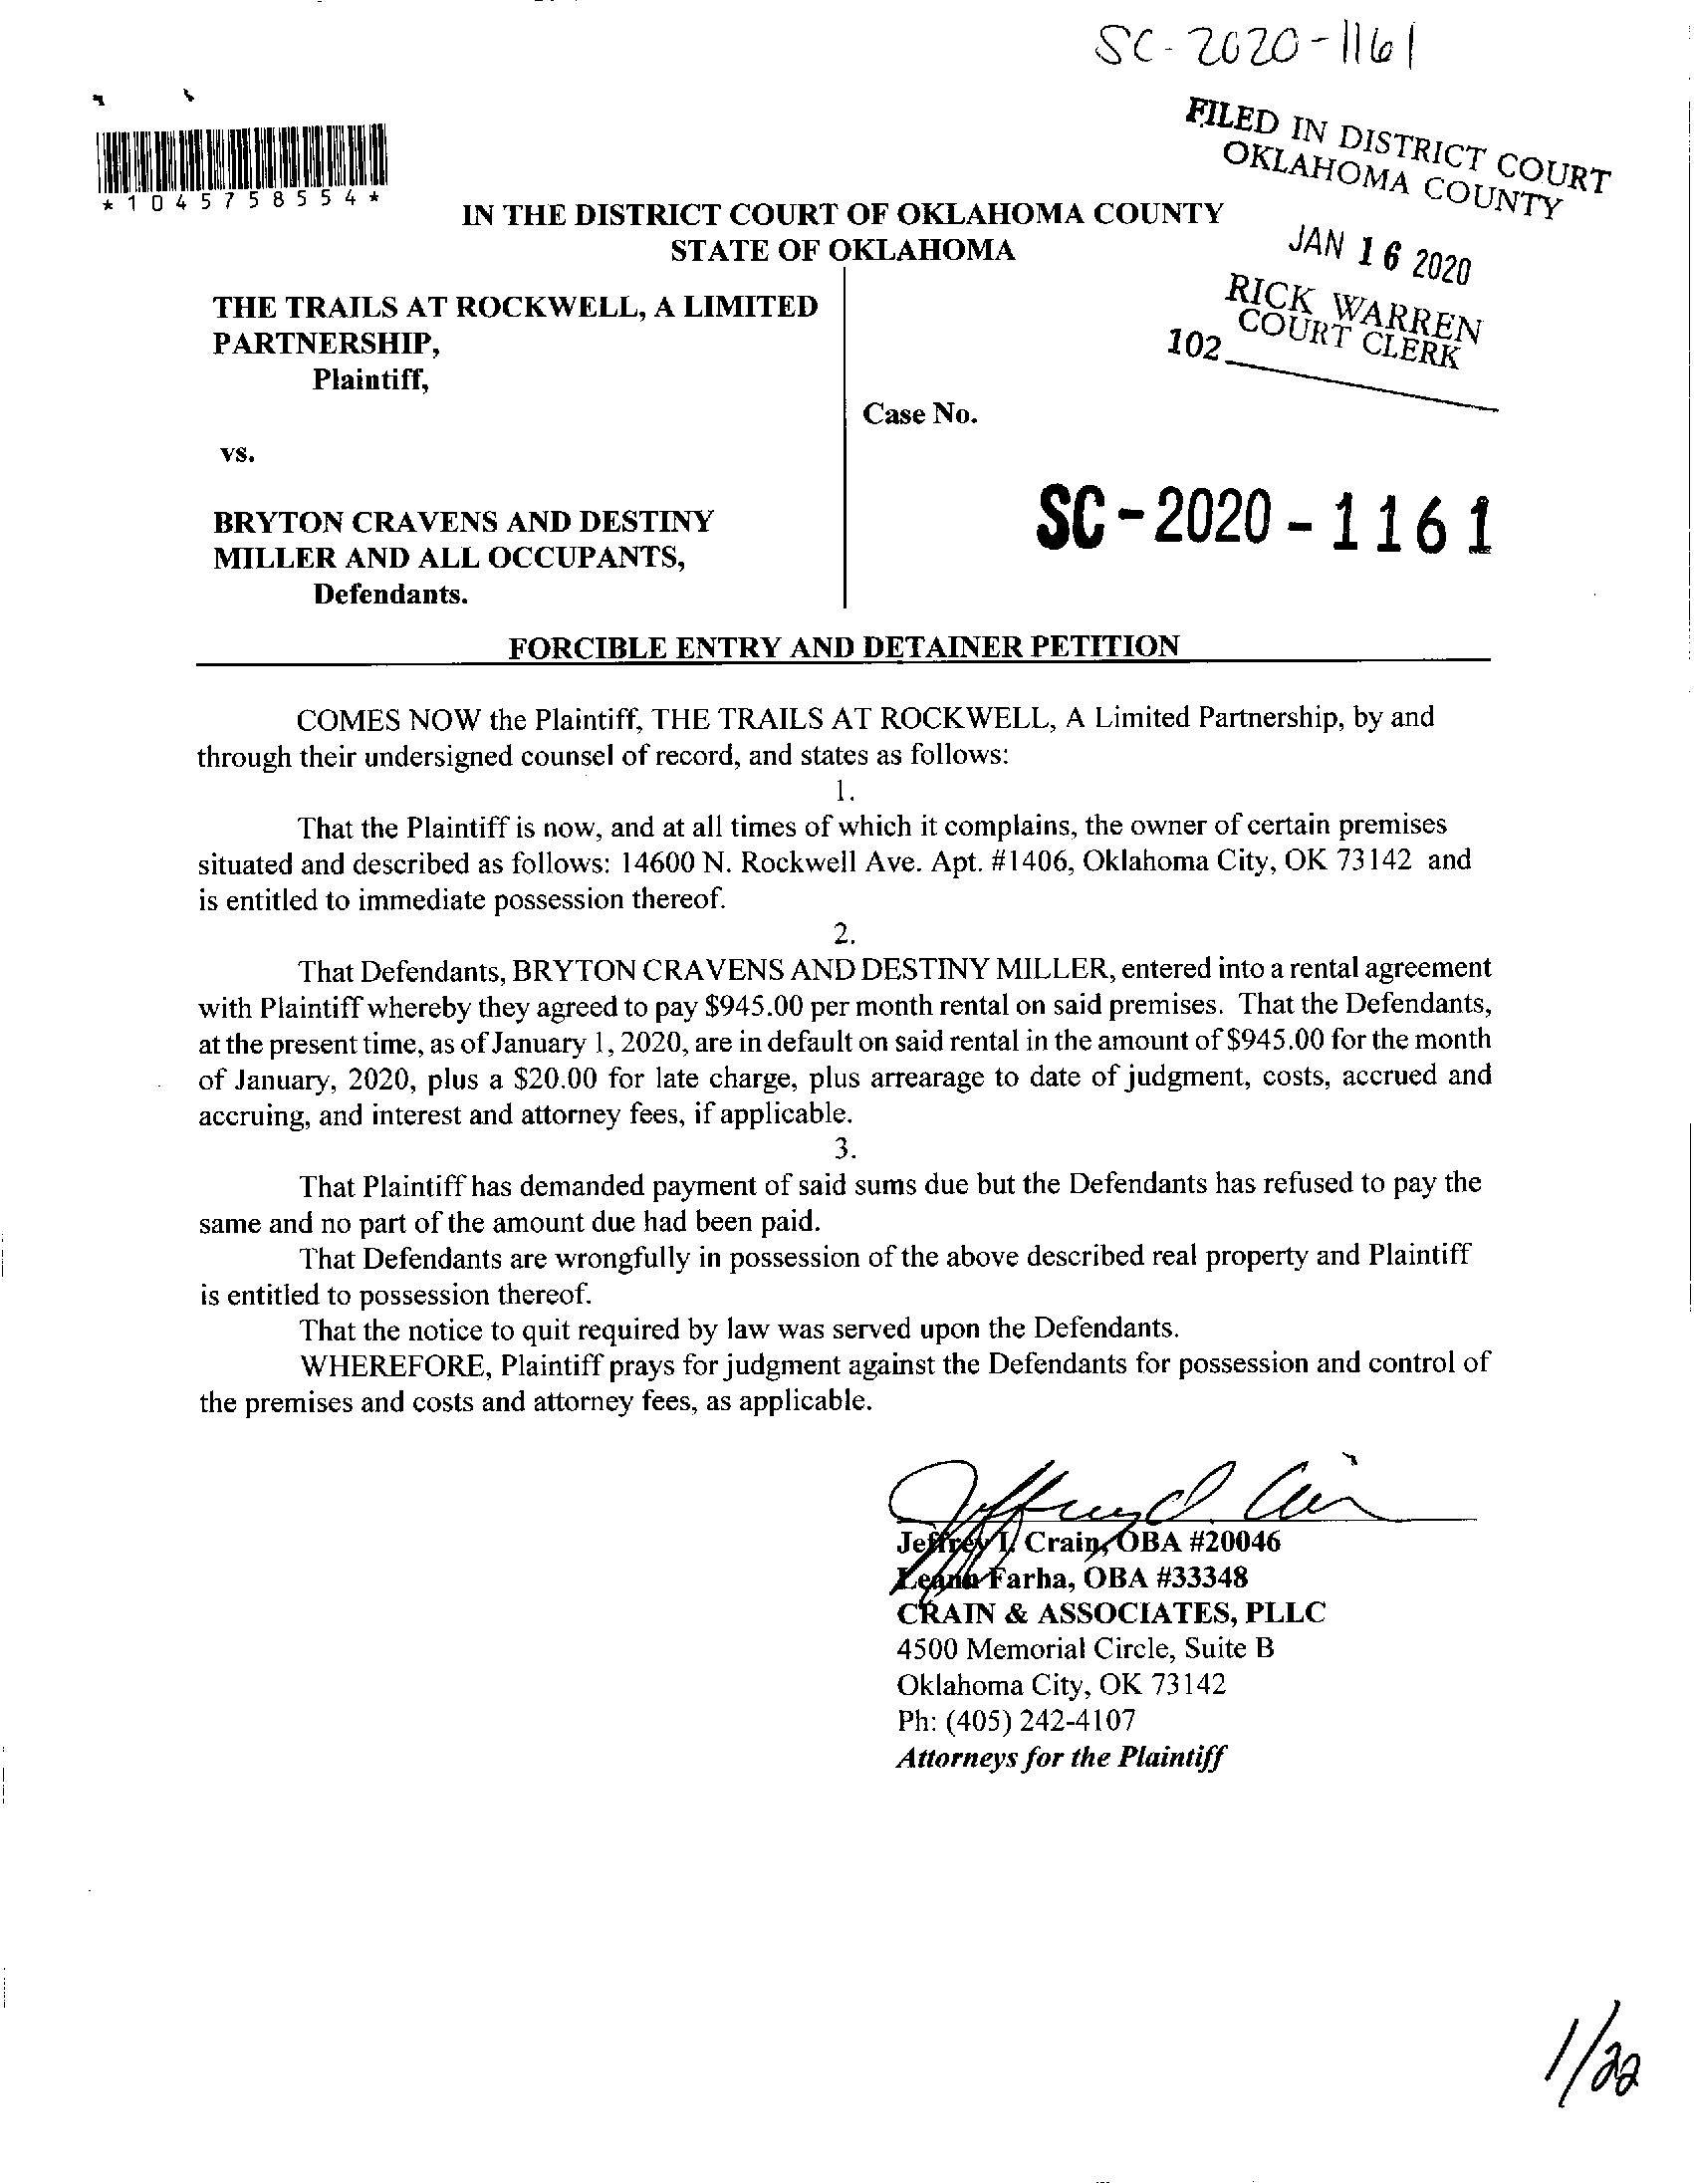 SC-2020-1161
FILED IN DISTRICT COURT
OKLAHOMA COUNTY
JAN 16 2020
RICK WARREN
COURT CLERK
102
*1045758554*
IN THE DISTRICT COURT OF OKLAHOMA COUNTY
STATE OF OKLAHOMA
THE TRAILS AT ROCKWELL, A LIMITED
PARTNERSHIP,
Plaintiff,
Case No.
vs.
SC-2020-1161
BRYTON CRAVENS AND DESTINY
MILLER AND ALL OCCUPANTS,
Defendants.
FORCIBLE ENTRY AND DETAINER PETITION
COMES NOW the Plaintiff, THE TRAILS AT ROCKWELL, A Limited Partnership, by and
through their undersigned counsel of record, and states as follows:
1.
That the Plaintiff is now, and at all times of which it complains, the owner of certain premises
situated and described as follows: 14600 N. Rockwell Ave. Apt. #1406, Oklahoma City, OK 73142 and
is entitled to immediate possession thereof.
2.
That Defendants, BRYTON CRAVENS AND DESTINY MILLER, entered into a rental agreement
with Plaintiff whereby they agreed to pay $945.00 per month rental on said premises. That the Defendants,
at the present time, as of January 1, 2020, are in default on said rental in the amount of $945.00 for the month
of January, 2020, plus a $20.00 for late charge, plus arrearage to date of judgment, costs, accrued and
accruing, and interest and attorney fees, if applicable.
3.
That Plaintiff has demanded payment of said sums due but the Defendants has refused to pay the
same and no part of the amount due had been paid.
That Defendants are wrongfully in possession of the above described real property and Plaintiff
is entitled to possession thereof.
That the notice to quit required by law was served upon the Defendants.
WHEREFORE, Plaintiff prays for judgment against the Defendants for possession and control of
the premises and costs and attorney fees, as applicable.
Jeffrey Crain, OBA #20046
Leann Farha, OBA #33348
CRAIN & ASSOCIATES, PLLC
4500 Memorial Circle, Suite B
Oklahoma City, OK 73142
Ph: (405) 242-4107
Attorneys for the Plaintiff
1/22